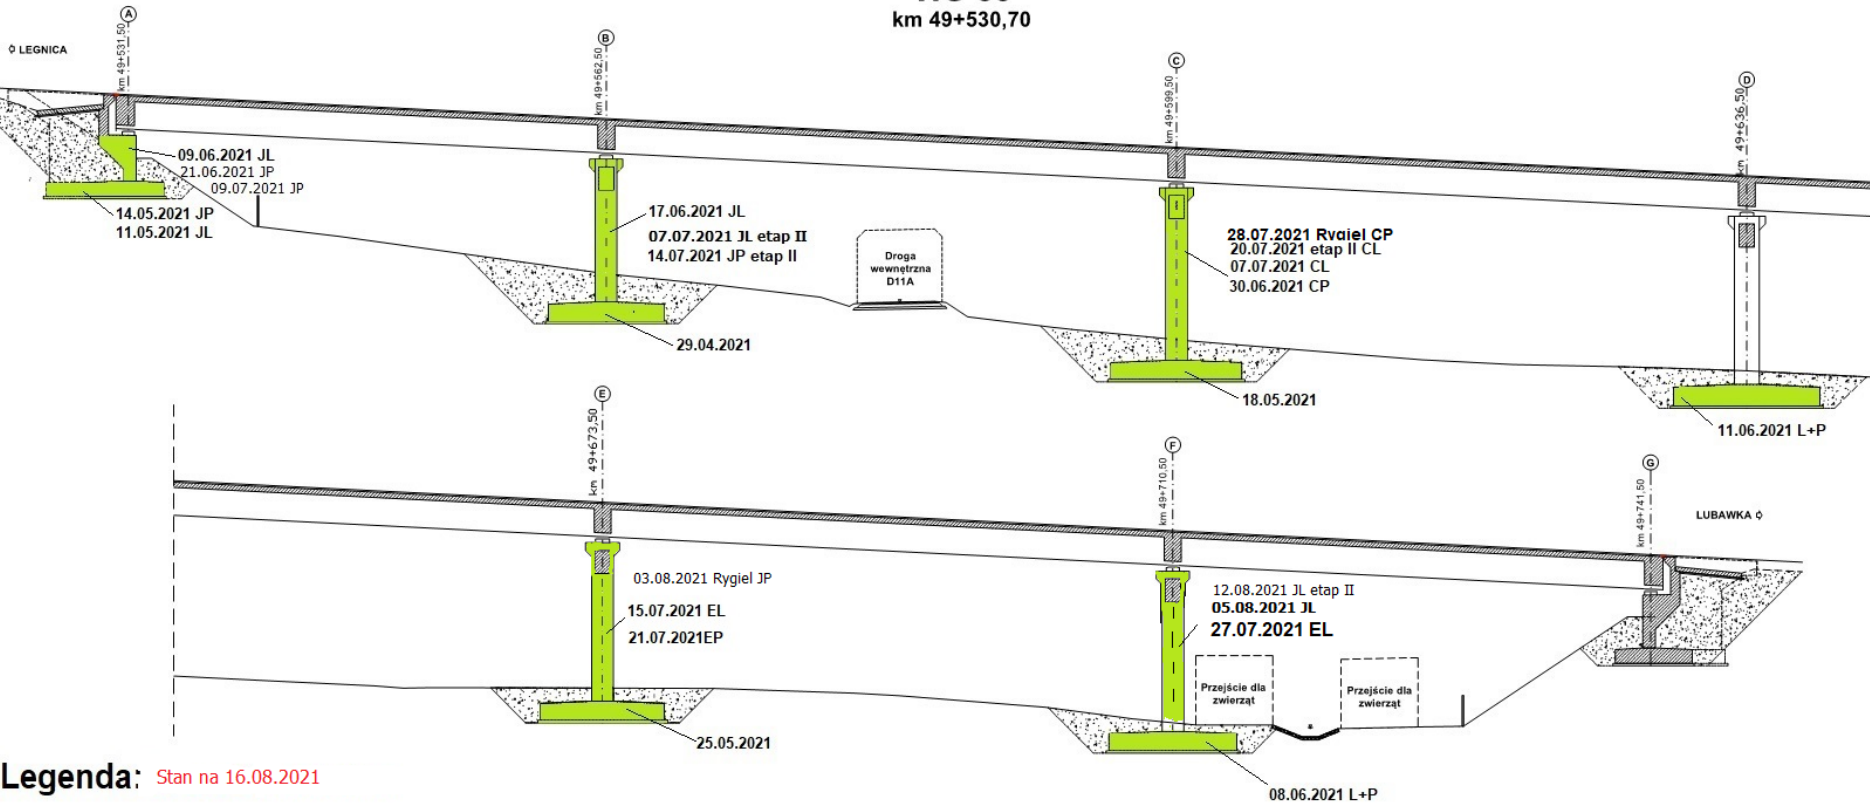 km 49+530,70
LEGNICA
A
km 49+531,50
B
km 49+562,50
C
km 49+599,50
D
km 49+636,50
09.06.2021 JL
21.06.2021 JP
09.07.2021 JP
14.05.2021 JP
11.05.2021 JL
17.06.2021 JL
07.07.2021 JL etap II
14.07.2021 JP etap II
29.04.2021
Droga
wewnętrzna
D11A
28.07.2021 Rygiel CP
20.07.2021 etap II CL
07.07.2021 CL
30.06.2021 CP
18.05.2021
11.06.2021 L+P
E
km 49+673,50
F
km 49+710,50
G
km 49+741,50
LUBAWKA
03.08.2021 Rygiel JP
15.07.2021 EL
21.07.2021EP
25.05.2021
12.08.2021 JL etap II
05.08.2021 JL
27.07.2021 EL
Przejście dla
zwierząt
Przejście dla
zwierząt
08.06.2021 L+P
Legenda: Stan na 16.08.2021